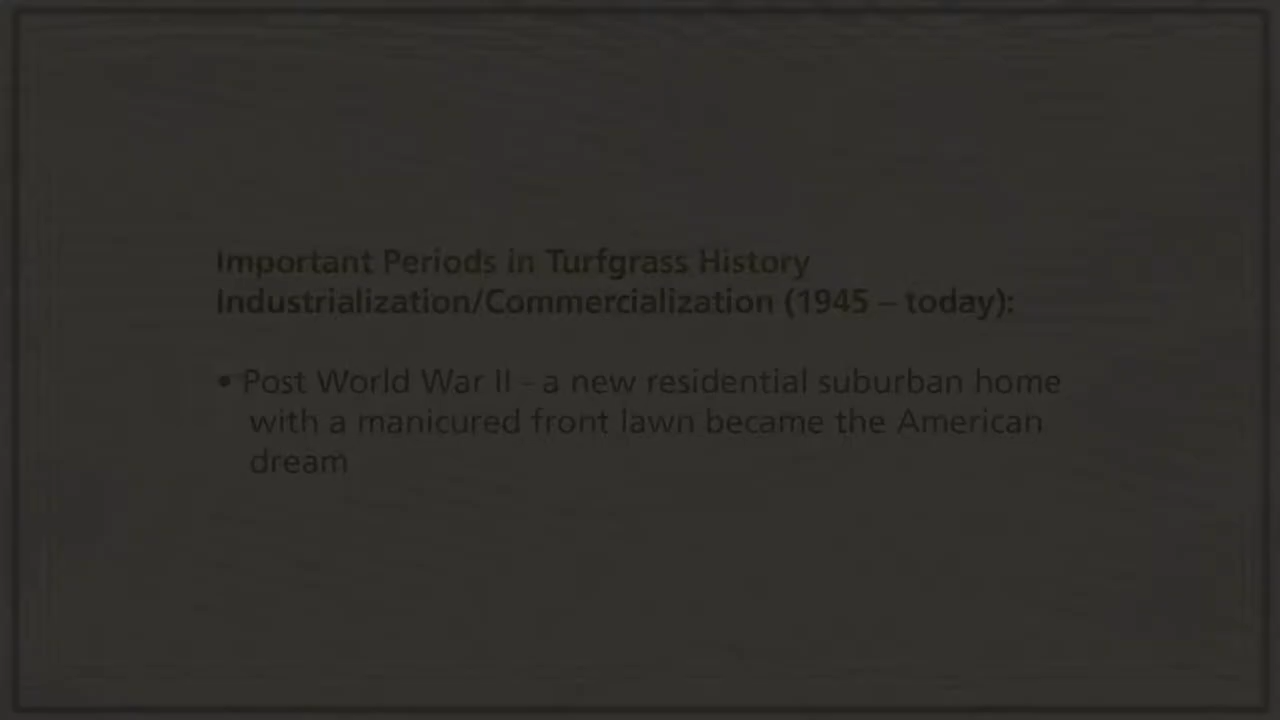 Important Periods in Turfgrass History
Industrialization/Commercialization (1945 – today):
• Post World War II - a new residential suburban home
with a manicured front lawn became the American
dream